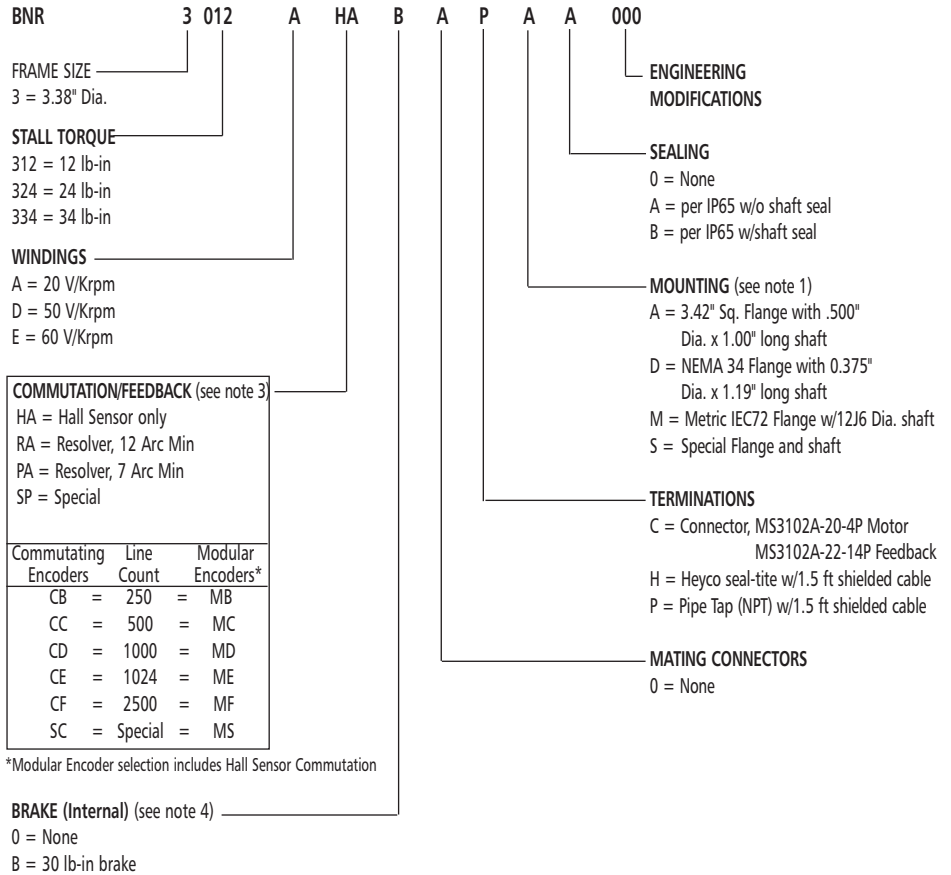 BNR 3 012 A HA B A P A A 000
FRAME SIZE
3 = 3.38" Dia.
STALL TORQUE
312 = 12 lb-in
324 = 24 lb-in
334 = 34 lb-in
WINDINGS
A = 20 V/Krpm
D = 50 V/Krpm
E = 60 V/Krpm
COMMUTATION/FEEDBACK (see note 3)
HA = Hall Sensor only
RA = Resolver, 12 Arc Min
PA = Resolver, 7 Arc Min
SP = Special
Commutating Line Modular
Encoders Count Encoders*
CB = 250 = MB
CC = 500 = MC
CD = 1000 = MD
CE = 1024 = ME
CF = 2500 = MF
SC = Special = MS
*Modular Encoder selection includes Hall Sensor Commutation
BRAKE (Internal) (see note 4)
0 = None
B = 30 lb-in brake
ENGINEERING
MODIFICATIONS
SEALING
0 = None
A = per IP65 w/o shaft seal
B = per IP65 w/shaft seal
MOUNTING (see note 1)
A = 3.42" Sq. Flange with .500"
Dia. x 1.00" long shaft
D = NEMA 34 Flange with 0.375"
Dia. x 1.19" long shaft
M = Metric IEC72 Flange w/12J6 Dia. shaft
S = Special Flange and shaft
TERMINATIONS
C = Connector, MS3102A-20-4P Motor
MS3102A-22-14P Feedback
H = Heyco seal-tite w/1.5 ft shielded cable
P = Pipe Tap (NPT) w/1.5 ft shielded cable
MATING CONNECTORS
0 = None